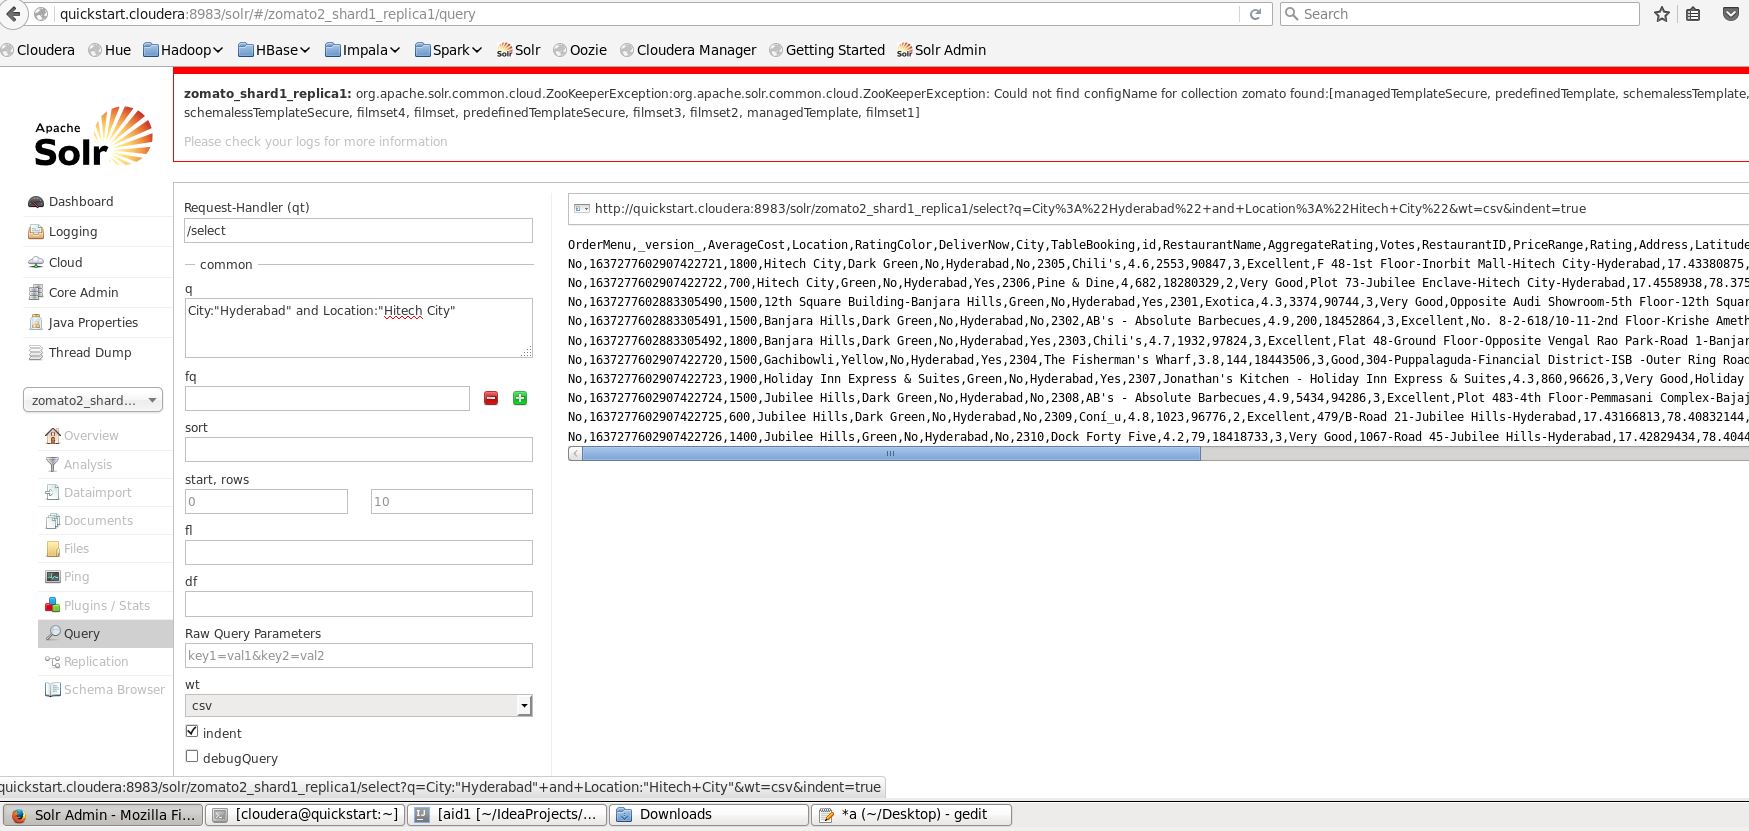 quickstart.cloudera:8983/solr/#/zomato2_shard1_replica1/query
Search
Cloudera Hue Hadoop HBase Impala Spark Solr Oozie Cloudera Manager Getting Started Solr Admin
zomato_shard1_replica1: org.apache.solr.common.cloud.ZooKeeperException:org.apache.solr.common.cloud.ZooKeeperException: Could not find configName for collection zomato found:[managedTemplateSecure, predefinedTemplate, schemalessTemplate,
schemalessTemplateSecure, filmset4, filmset, predefinedTemplateSecure, filmset3, filmset2, managedTemplate, filmset1]
Please check your logs for more information
Apache
Solr
Dashboard
Logging
Cloud
Core Admin
Java Properties
Thread Dump
zomato2_shard...
Overview
Analysis
Dataimport
Documents
Files
Ping
Plugins / Stats
Query
Replication
Schema Browser
Request-Handler (qt)
/select
common
q
City:"Hyderabad" and Location:"Hitech City"
fq
sort
start, rows
0
10
fl
df
Raw Query Parameters
key1=val1&key2=val2
wt
csv
indent
debugQuery
http://quickstart.cloudera:8983/solr/zomato2_shard1_replica1/select?q=City%3A%22Hyderabad%22+and+Location%3A%22Hitech+City%22&wt=csv&indent=true
OrderMenu,_version_,AverageCost,Location,RatingColor,DeliverNow,City,TableBooking,id,RestaurantName,AggregateRating,Votes,RestaurantID,PriceRange,Rating,Address,Latitude
No,1637277602907422721,1800,Hitech City,Dark Green,No,Hyderabad,No,2305,Chili's,4.6,2553,90847,3,Excellent,F 48-1st Floor-Inorbit Mall-Hitech City-Hyderabad,17.43380875,
No,1637277602907422722,700,Hitech City,Green,No,Hyderabad,Yes,2306,Pine & Dine,4,682,18280329,2,Very Good,Plot 73-Jubilee Enclave-Hitech City-Hyderabad,17.4558938,78.375
No,1637277602883305490,1500,12th Square Building-Banjara Hills,Green,No,Hyderabad,Yes,2301,Exotica,4.3,3374,90744,3,Very Good,Opposite Audi Showroom-5th Floor-12th Squar
No,1637277602883305491,1500,Banjara Hills,Dark Green,No,Hyderabad,No,2302,AB's - Absolute Barbecues,4.9,200,18452864,3,Excellent,No. 8-2-618/10-11-2nd Floor-Krishe Ameth
No,1637277602883305492,1800,Banjara Hills,Dark Green,No,Hyderabad,Yes,2303,Chili's,4.7,1932,97824,3,Excellent,Flat 48-Ground Floor-Opposite Vengal Rao Park-Road 1-Banjar
No,1637277602907422720,1500,Gachibowli,Yellow,No,Hyderabad,Yes,2304,The Fisherman's Wharf,3.8,144,18443506,3,Good,304-Puppalaguda-Financial District-ISB -Outer Ring Road
No,1637277602907422723,1900,Holiday Inn Express & Suites,Green,No,Hyderabad,Yes,2307,Jonathan's Kitchen - Holiday Inn Express & Suites,4.3,860,96626,3,Very Good,Holiday
No,1637277602907422724,1500,Jubilee Hills,Dark Green,No,Hyderabad,No,2308,AB's - Absolute Barbecues,4.9,5434,94286,3,Excellent,Plot 483-4th Floor-Pemmasani Complex-Bajaj
No,1637277602907422725,600,Jubilee Hills,Dark Green,No,Hyderabad,No,2309,Coní_u,4.8,1023,96776,2,Excellent,479/B-Road 21-Jubilee Hills-Hyderabad,17.43166813,78.40832144,
No,1637277602907422726,1400,Jubilee Hills,Green,No,Hyderabad,No,2310,Dock Forty Five,4.2,79,18418733,3,Very Good,1067-Road 45-Jubilee Hills-Hyderabad,17.42829434,78.4044
quickstart.cloudera:8983/solr/zomato2_shard1_replica1/select?q=City:"Hyderabad"+and+Location:"Hitech+City"&wt=csv&indent=true
Solr Admin - Mozilla Fi... [cloudera@quickstart:~] [aid1 [~/IdeaProjects/... Downloads *a (~/Desktop) - gedit